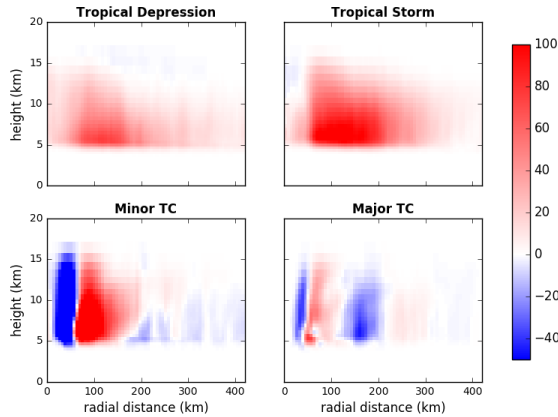 Tropical Depression
Tropical Storm
20
15
10
5
0
height (km)
100
80
60
40
20
0
−20
−40
Minor TC
Major TC
20
15
10
5
0
height (km)
0 100 200 300 400
radial distance (km)
0 100 200 300 400
radial distance (km)